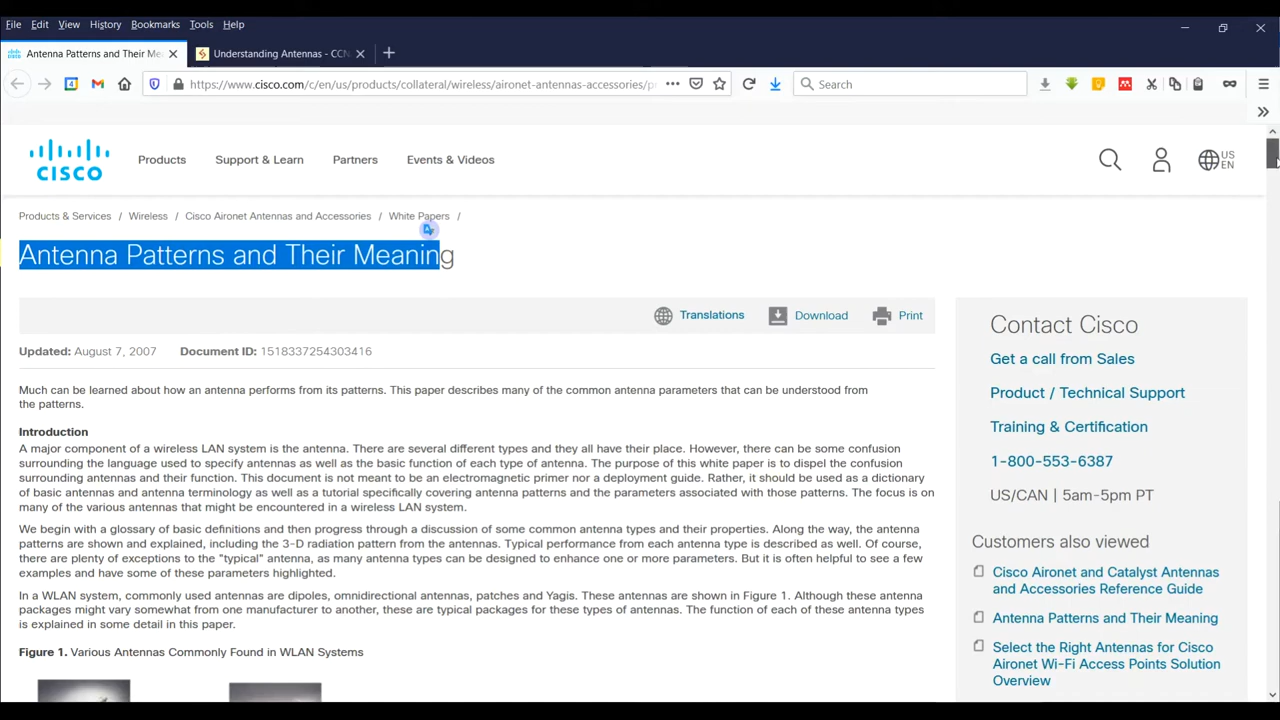 File Edit View History Bookmarks Tools Help
Antenna Patterns and Their Me
Understanding Antennas - CCN
https://www.cisco.com/c/en/us/products/collateral/wireless/aironet-antennas-accessories/p
Search
CISCO
Products Support & Learn Partners Events & Videos
US
EN
Products & Services / Wireless / Cisco Aironet Antennas and Accessories / White Papers /
Antenna Patterns and Their Meaning
Translations Download Print
Updated: August 7, 2007 Document ID: 1518337254303416
Much can be learned about how an antenna performs from its patterns. This paper describes many of the common antenna parameters that can be understood from
the patterns.
Introduction
A major component of a wireless LAN system is the antenna. There are several different types and they all have their place. However, there can be some confusion
surrounding the language used to specify antennas as well as the basic function of each type of antenna. The purpose of this white paper is to dispel the confusion
surrounding antennas and their function. This document is not meant to be an electromagnetic primer nor a deployment guide. Rather, it should be used as a dictionary
of basic antennas and antenna terminology as well as a tutorial specifically covering antenna patterns and the parameters associated with those patterns. The focus is on
many of the various antennas that might be encountered in a wireless LAN system.
We begin with a glossary of basic definitions and then progress through a discussion of some common antenna types and their properties. Along the way, the antenna
patterns are shown and explained, including the 3-D radiation pattern from the antennas. Typical performance from each antenna type is described as well. Of course,
there are plenty of exceptions to the "typical" antenna, as many antenna types can be designed to enhance one or more parameters. But it is often helpful to see a few
examples and have some of these parameters highlighted.
In a WLAN system, commonly used antennas are dipoles, omnidirectional antennas, patches and Yagis. These antennas are shown in Figure 1. Although these antenna
packages might vary somewhat from one manufacturer to another, these are typical packages for these types of antennas. The function of each of these antenna types
is explained in some detail in this paper.
Figure 1. Various Antennas Commonly Found in WLAN Systems
Contact Cisco
Get a call from Sales
Product / Technical Support
Training & Certification
1-800-553-6387
US/CAN | 5am-5pm PT
Customers also viewed
Cisco Aironet and Catalyst Antennas
and Accessories Reference Guide
Antenna Patterns and Their Meaning
Select the Right Antennas for Cisco
Aironet Wi-Fi Access Points Solution
Overview